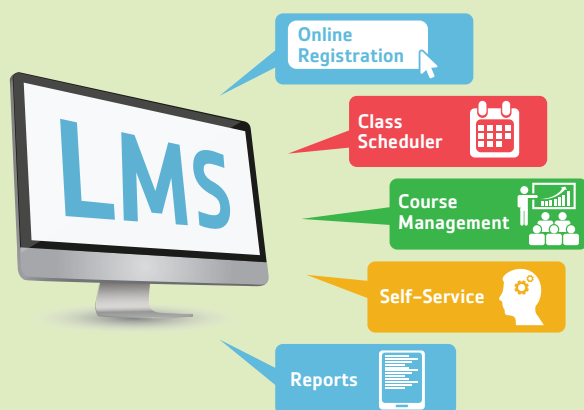 LMS
Online
Registration
Class
Scheduler
Course
Management
Self-Service
Reports